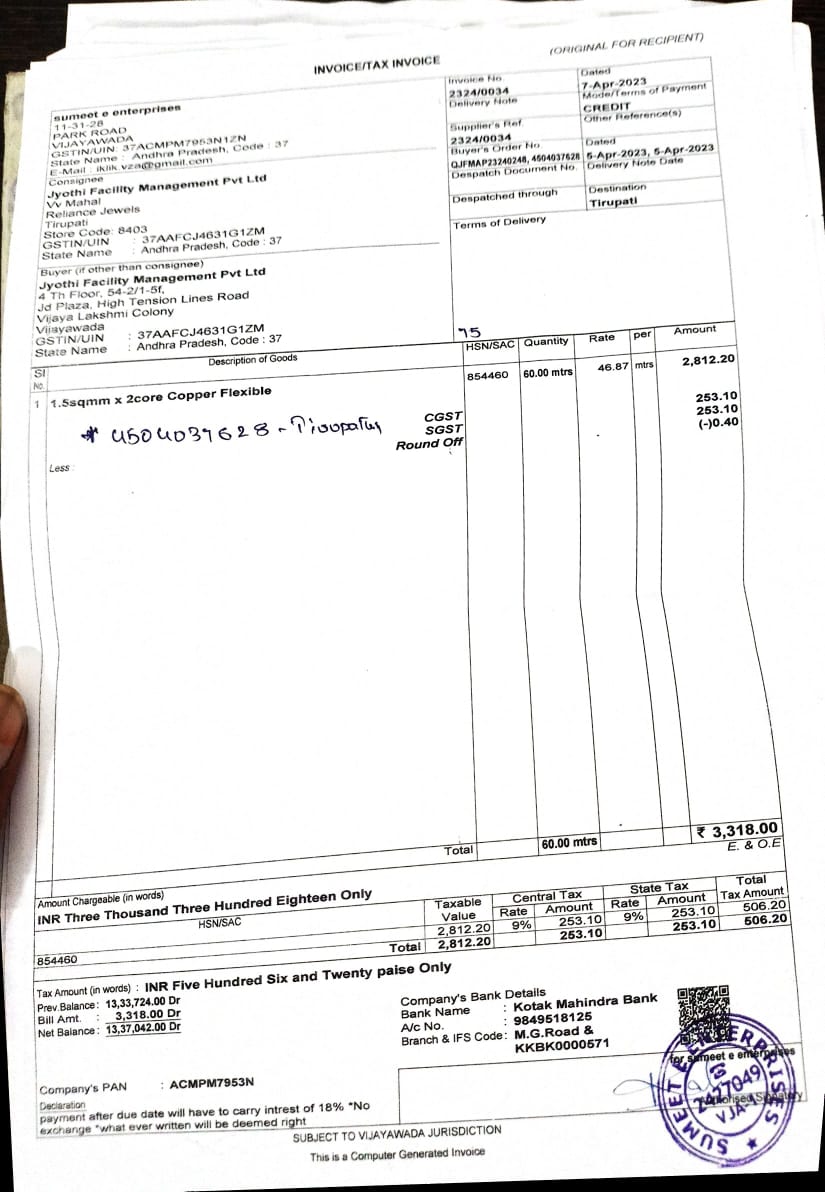 (ORIGINAL FOR RECIPIENT)
INVOICE/TAX INVOICE
sumeet e enterprises
11-31-28
PARK ROAD
VIJAYAWADA
GSTIN/UIN: 37ACMPM7953N1ZN
State Name : Andhra Pradesh, Code : 37
E-Mail : iklik.vza@gmail.com
Consignee
Jyothi Facility Management Pvt Ltd
Vv Mahal
Reliance Jewels
Tirupati
Store Code: 8403
GSTIN/UIN : 37AAFCJ4631G1ZM
State Name : Andhra Pradesh, Code : 37
Buyer (if other than consignee)
Jyothi Facility Management Pvt Ltd
4 Th Floor, 54-2/1-5f,
Jd Plaza, High Tension Lines Road
Vijaya Lakshmi Colony
Vijayawada
GSTIN/UIN : 37AAFCJ4631G1ZM
State Name : Andhra Pradesh, Code : 37
Invoice No. Dated
2324/0034 7-Apr-2023
Delivery Note Mode/Terms of Payment
CREDIT
Supplier's Ref. Other Reference(s)
2324/0034
Buyer's Order No. Dated
QJFMAP23240248, 4504037628 5-Apr-2023, 5-Apr-2023
Despatch Document No. Delivery Note Date
Despatched through Destination
Tirupati
Terms of Delivery
75
Sl No. Description of Goods HSN/SAC Quantity Rate per Amount
1 1.5sqmm x 2core Copper Flexible 854460 60.00 mtrs 46.87 mtrs 2,812.20
CGST 253.10
* 4504037628 - Tirupati SGST 253.10
Less : Round Off (-)0.40
Total 60.00 mtrs ₹ 3,318.00
E. & O.E
Amount Chargeable (in words)
INR Three Thousand Three Hundred Eighteen Only
HSN/SAC Taxable Value Central Tax State Tax Total Tax Amount
Rate Amount Rate Amount
854460 2,812.20 9% 253.10 9% 253.10 506.20
Total 2,812.20 253.10 253.10 506.20
Tax Amount (in words) : INR Five Hundred Six and Twenty paise Only
Prev.Balance: 13,33,724.00 Dr
Bill Amt. : 3,318.00 Dr
Net Balance: 13,37,042.00 Dr
Company's Bank Details
Bank Name : Kotak Mahindra Bank
A/c No. : 9849518125
Branch & IFS Code: M.G.Road &
KKBK0000571
Company's PAN : ACMPM7953N
for sumeet e enterprises
SUMEET E ENTERPRISES
2477049
VJA
Authorised Signatory
Declaration
payment after due date will have to carry intrest of 18% *No
exchange *what ever written will be deemed right
SUBJECT TO VIJAYAWADA JURISDICTION
This is a Computer Generated Invoice